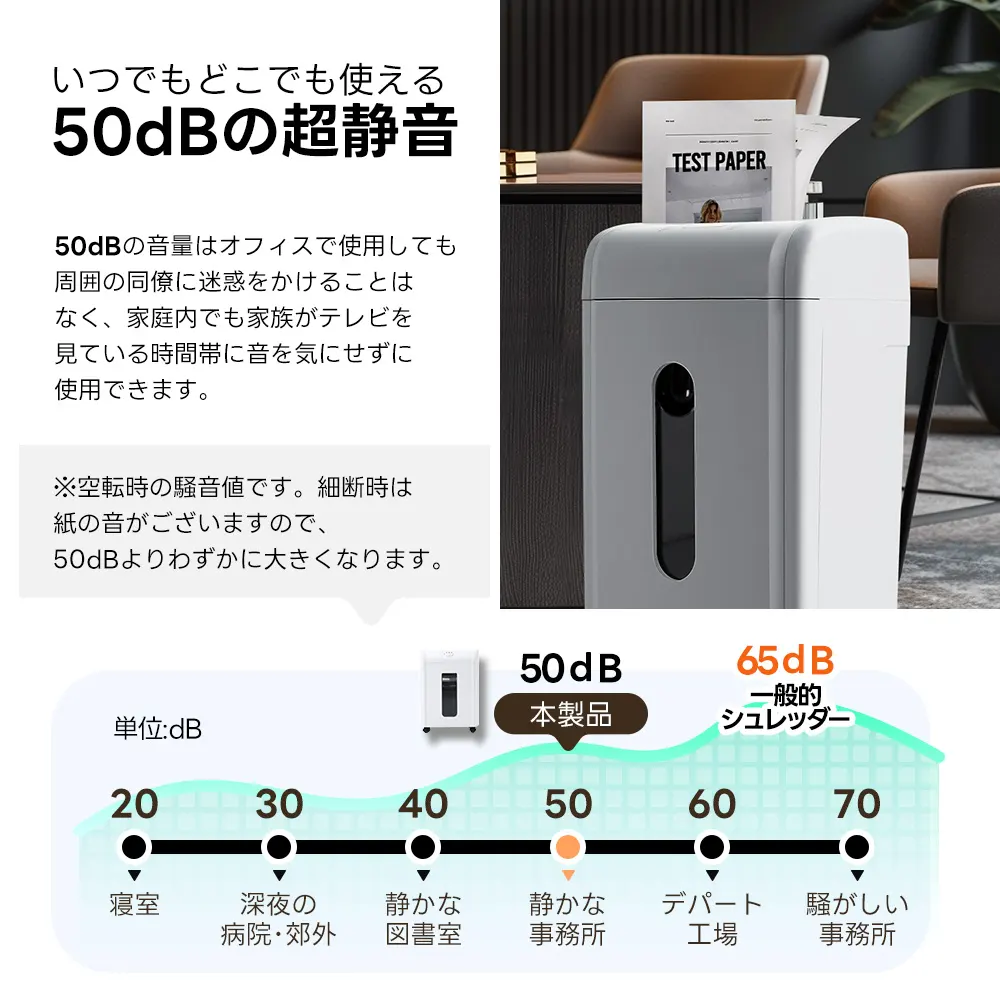 いつでもどこでも使える
50dBの超静音
50dBの音量はオフィスで使用しても
周囲の同僚に迷惑をかけることは
なく、家庭内でも家族がテレビを
見ている時間帯に音を気にせずに
使用できます。
※空転時の騒音値です。細断時は
紙の音がございますので、
50dBよりわずかに大きくなります。
TEST PAPER
50dB
本製品
65dB
一般的
シュレッダー
単位:dB
20 30 40 50 60 70
寝室 深夜の 静かな 静かな デパート 騒がしい
病院・郊外 図書室 事務所 工場 事務所